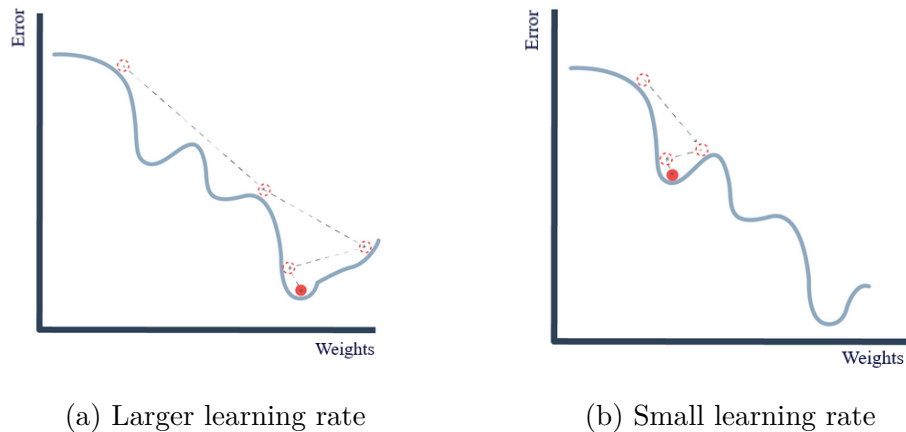 Error
Weights
(a) Larger learning rate
Error
Weights
(b) Small learning rate